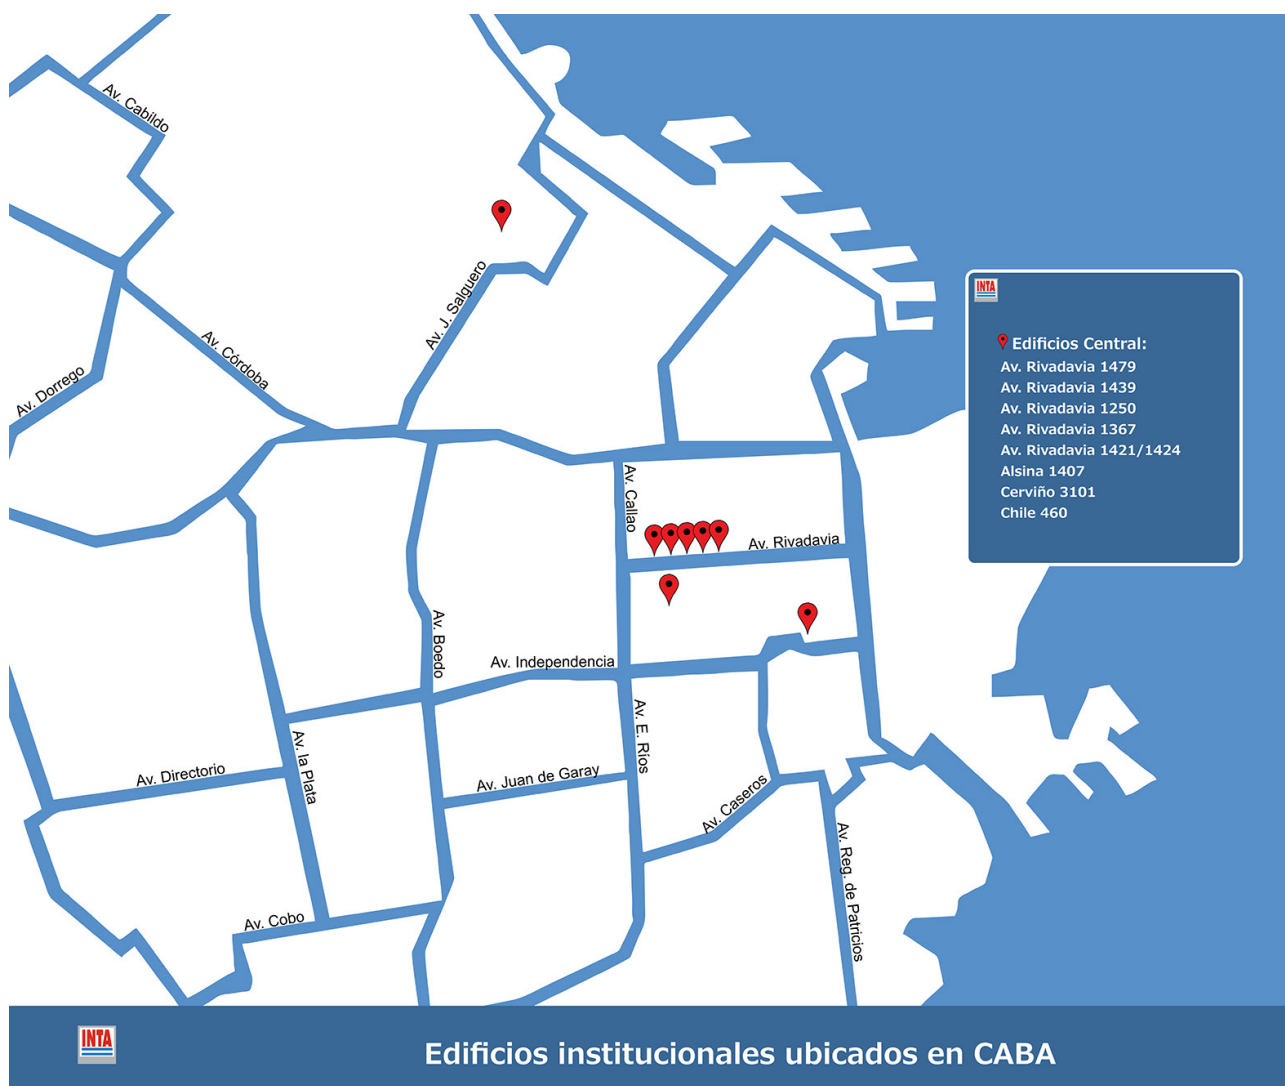 Av. Cabildo
Av. J. Salguero
Av. Córdoba
Av. Dorrego
INTA
Edificios Central:
Av. Rivadavia 1479
Av. Rivadavia 1439
Av. Rivadavia 1250
Av. Rivadavia 1367
Av. Rivadavia 1421/1424
Alsina 1407
Cerviño 3101
Chile 460
Av. Callao
Av. Rivadavia
Av. Boedo
Av. Independencia
Av. E. Ríos
Av. la Plata
Av. Directorio
Av. Juan de Garay
Av. Caseros
Av. Reg. de Patricios
Av. Cobo
INTA
Edificios institucionales ubicados en CABA